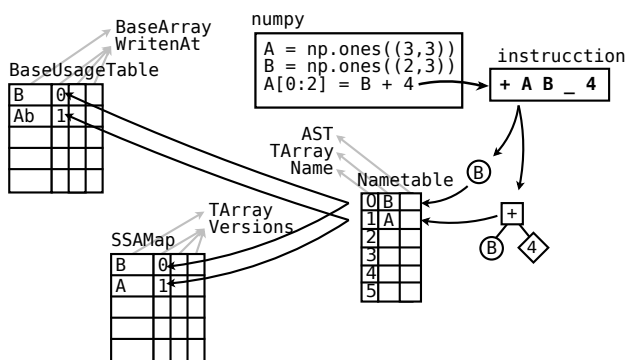 numpy
A = np.ones((3,3))
B = np.ones((2,3))
A[0:2] = B + 4
instrucction
+ A B _ 4
BaseArray
WritenAt
BaseUsageTable
B 0
Ab 1
AST
TArray
Name
Nametable
0 B
1 A
2
3
4
5
B
+
B
4
TArray
Versions
SSAMap
B 0
A 1